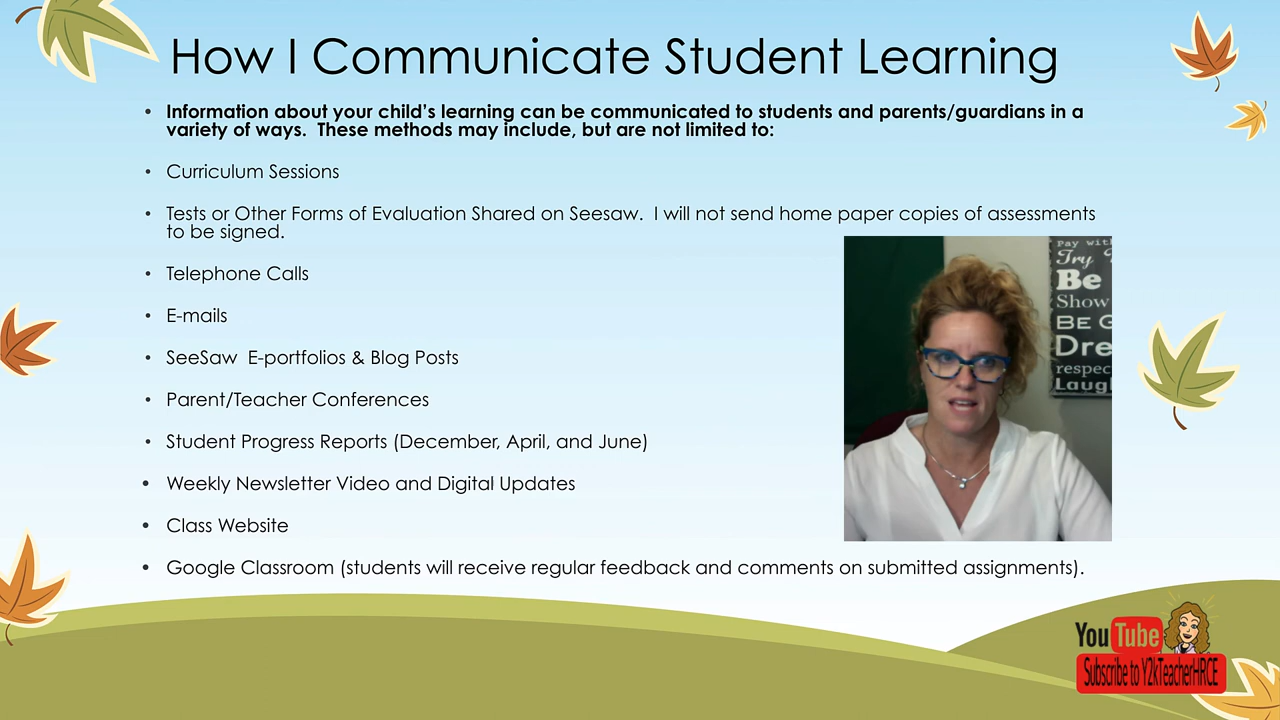 How I Communicate Student Learning
• Information about your child's learning can be communicated to students and parents/guardians in a
variety of ways.  These methods may include, but are not limited to:
• Curriculum Sessions
• Tests or Other Forms of Evaluation Shared on Seesaw.  I will not send home paper copies of assessments
to be signed.
• Telephone Calls
• E-mails
• SeeSaw  E-portfolios & Blog Posts
• Parent/Teacher Conferences
• Student Progress Reports (December, April, and June)
• Weekly Newsletter Video and Digital Updates
• Class Website
• Google Classroom (students will receive regular feedback and comments on submitted assignments).
Pay
Try
Be
Show
respec
Laugh
You Tube
Subscribe to Y2kTeacherHRCE